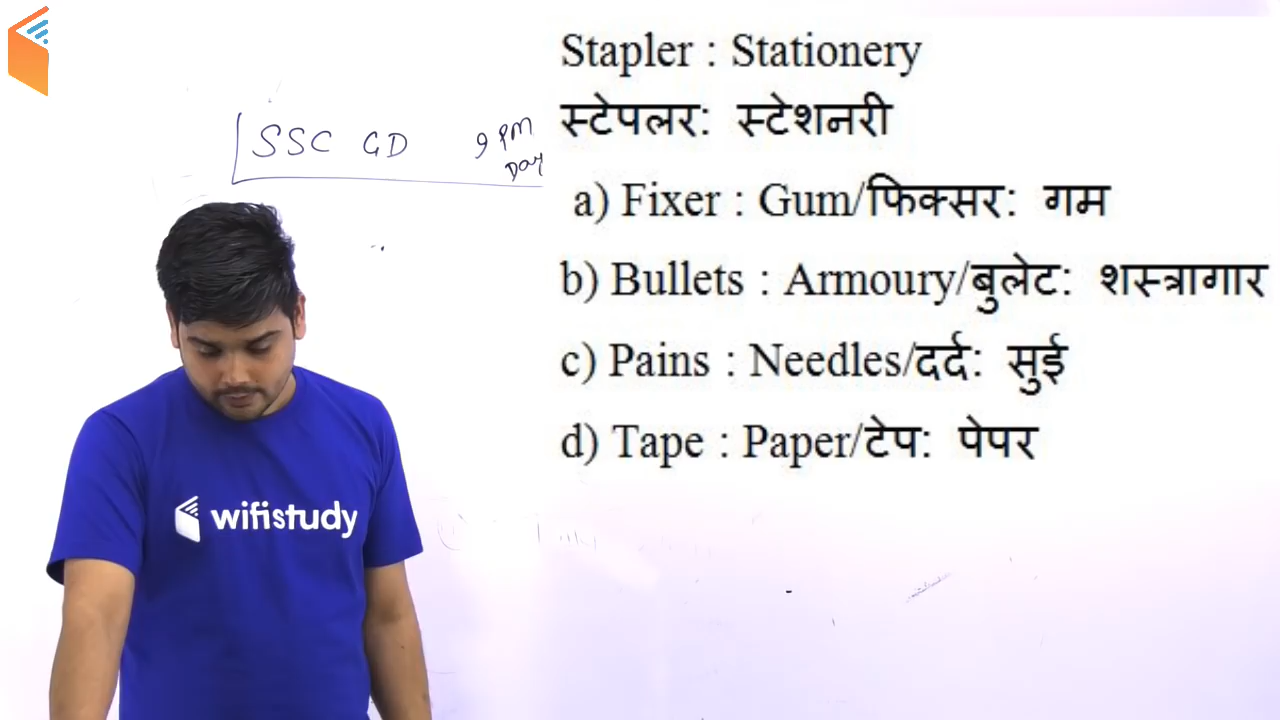 Stapler : Stationery
स्टेपलर: स्टेशनरी
a) Fixer : Gum/फिक्सर: गम
b) Bullets : Armoury/बुलेट: शस्त्रागार
c) Pains : Needles/दर्द: सुई
d) Tape : Paper/टेप: पेपर
SSC GD 9 PM
Day
wifistudy